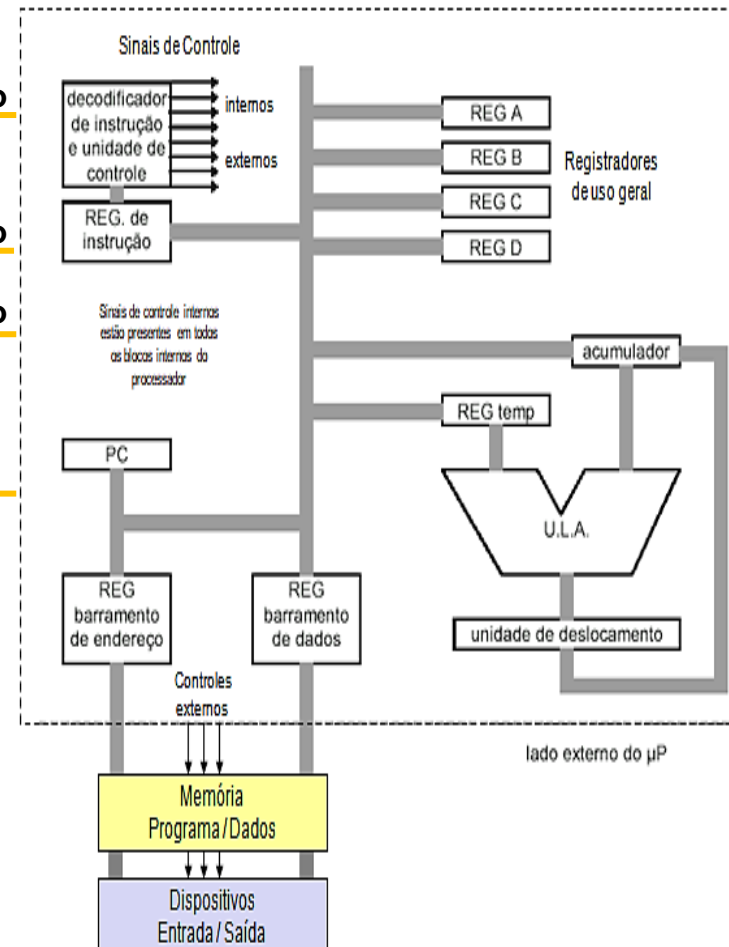 Sinais de Controle
decodificador
de instrução
e unidade de
controle
internos
externos
REG. de
instrução
REG A
REG B
REG C
REG D
Registradores
de uso geral
Sinais de controle internos
estão presentes em todos
os blocos internos do
processador
acumulador
REG temp
PC
U.L.A.
REG
barramento
de endereço
REG
barramento
de dados
unidade de deslocamento
Controles
externos
lado externo do µP
Memória
Programa / Dados
Dispositivos
Entrada / Saída